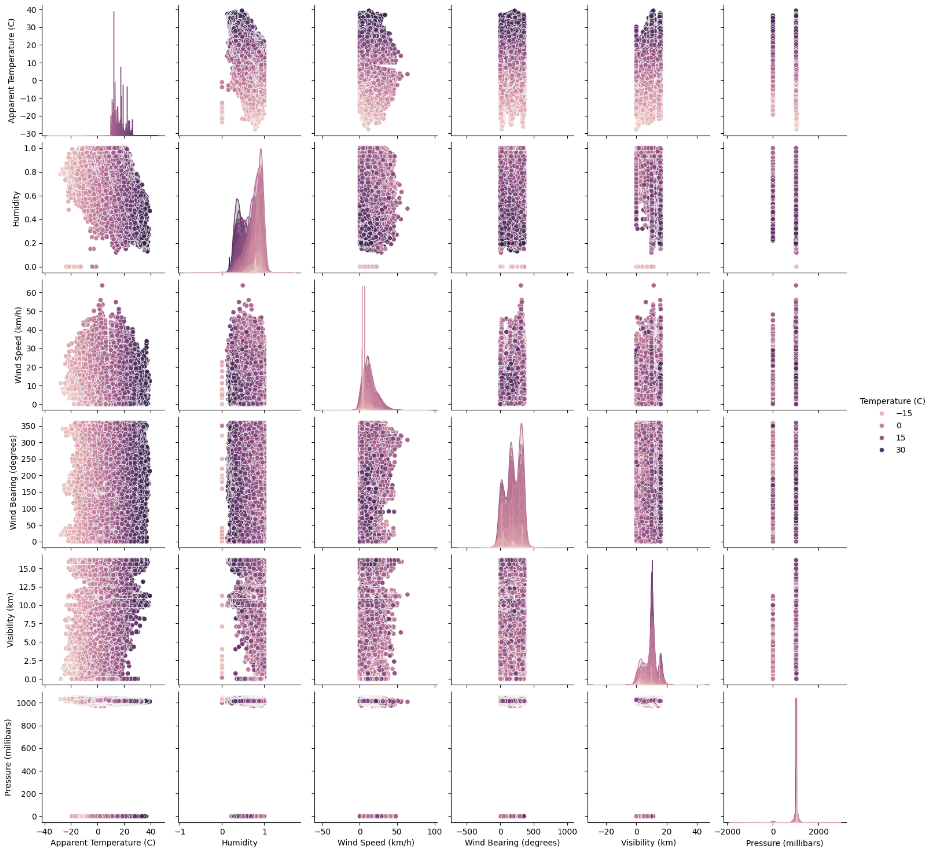 Apparent Temperature (C)
40
30
20
10
0
−10
−20
−30
Humidity
1.0
0.8
0.6
0.4
0.2
0.0
Wind Speed (km/h)
60
50
40
30
20
10
0
Wind Bearing (degrees)
350
300
250
200
150
100
50
0
Temperature (C)
−15
0
15
30
Visibility (km)
15.0
12.5
10.0
7.5
5.0
2.5
0.0
Pressure (millibars)
1000
800
600
400
200
0
−40 −20 0 20 40
−1 0 1
−50 0 50 100
−500 0 500 1000
−20 0 20 40
−2000 0 2000
Apparent Temperature (C)
Humidity
Wind Speed (km/h)
Wind Bearing (degrees)
Visibility (km)
Pressure (millibars)